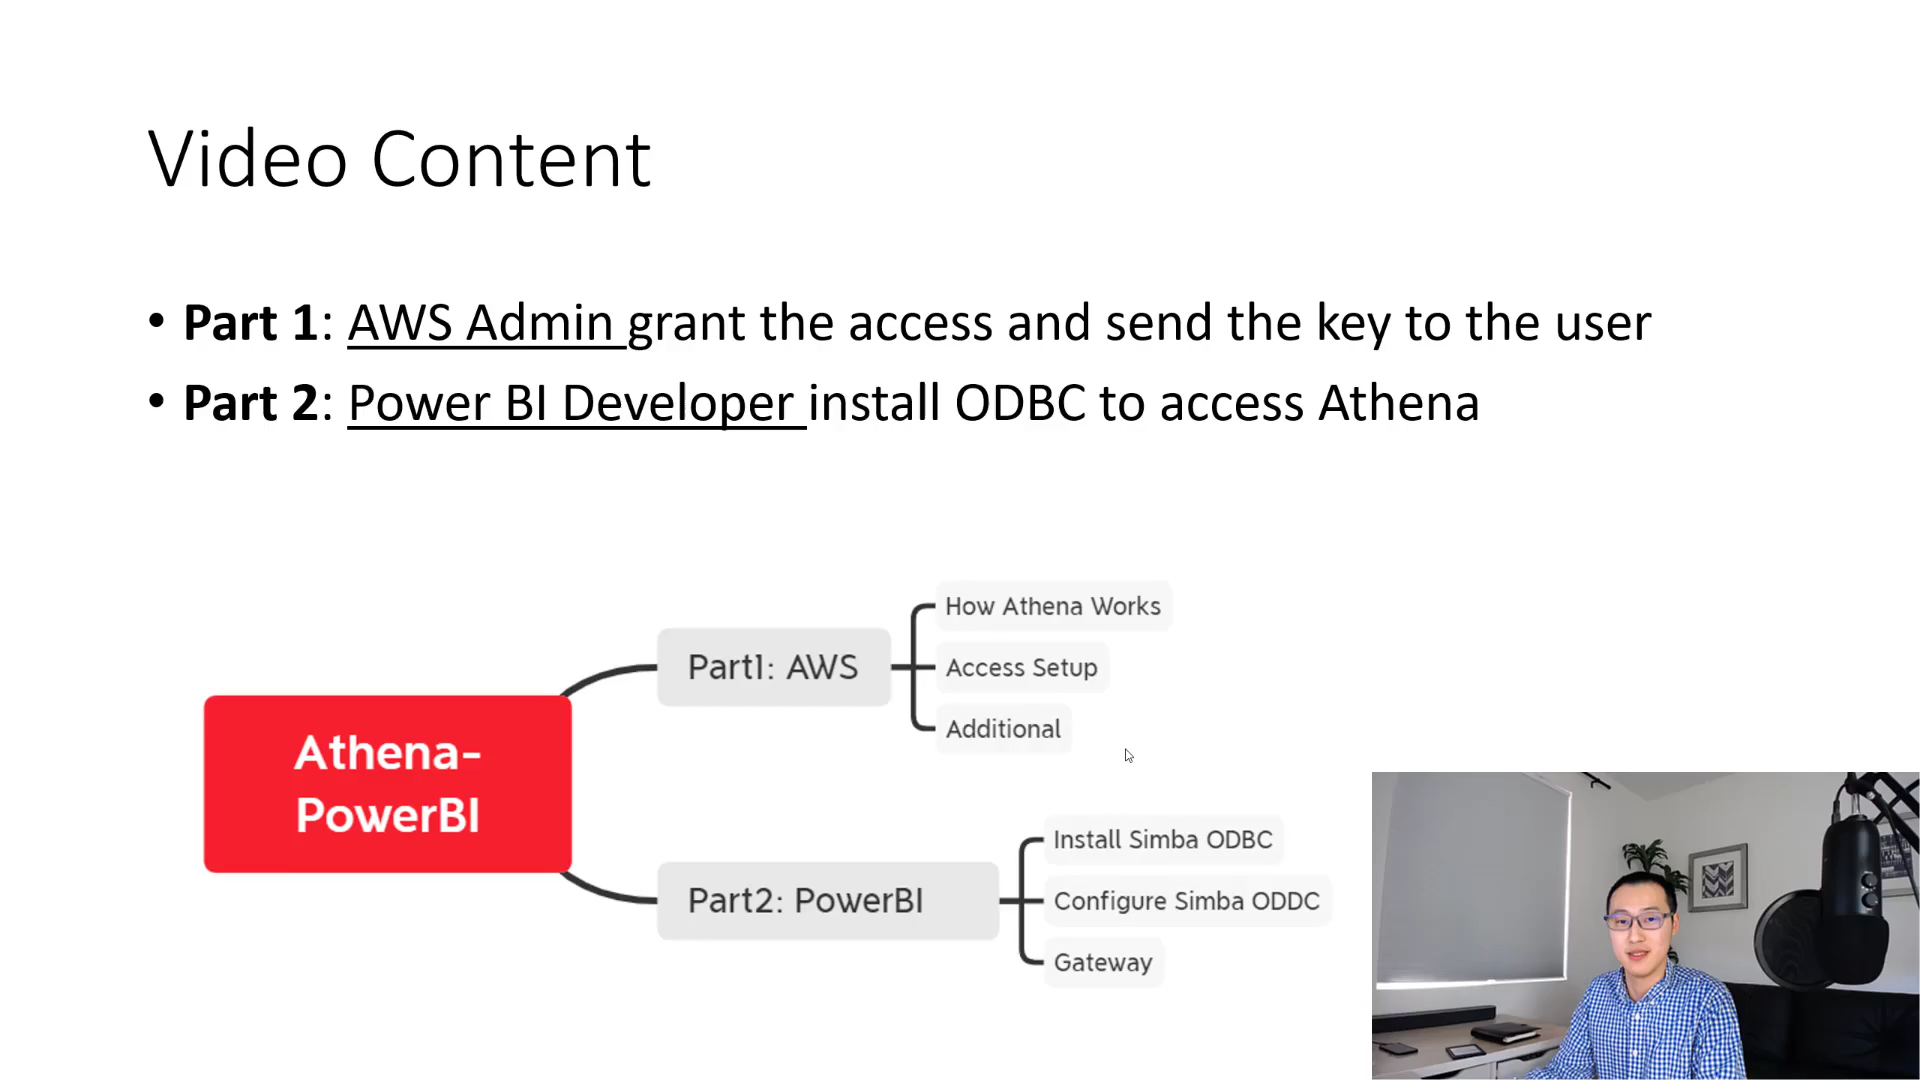 Video Content
• Part 1: AWS Admin grant the access and send the key to the user
• Part 2: Power BI Developer install ODBC to access Athena
Athena-
PowerBI
Part1: AWS
How Athena Works
Access Setup
Additional
Part2: PowerBI
Install Simba ODBC
Configure Simba ODDC
Gateway